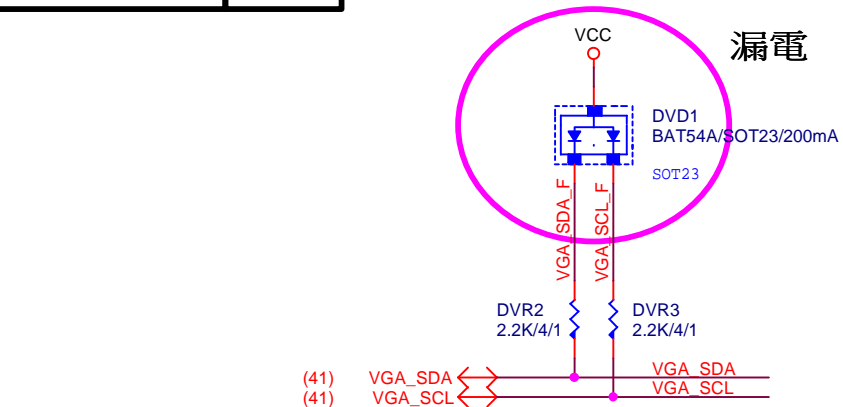 VCC
漏電
DVD1
BAT54A/SOT23/200mA
SOT23
VGA_SDA_F
VGA_SCL_F
DVR2
2.2K/4/1
DVR3
2.2K/4/1
(41) VGA_SDA VGA_SDA
(41) VGA_SCL VGA_SCL